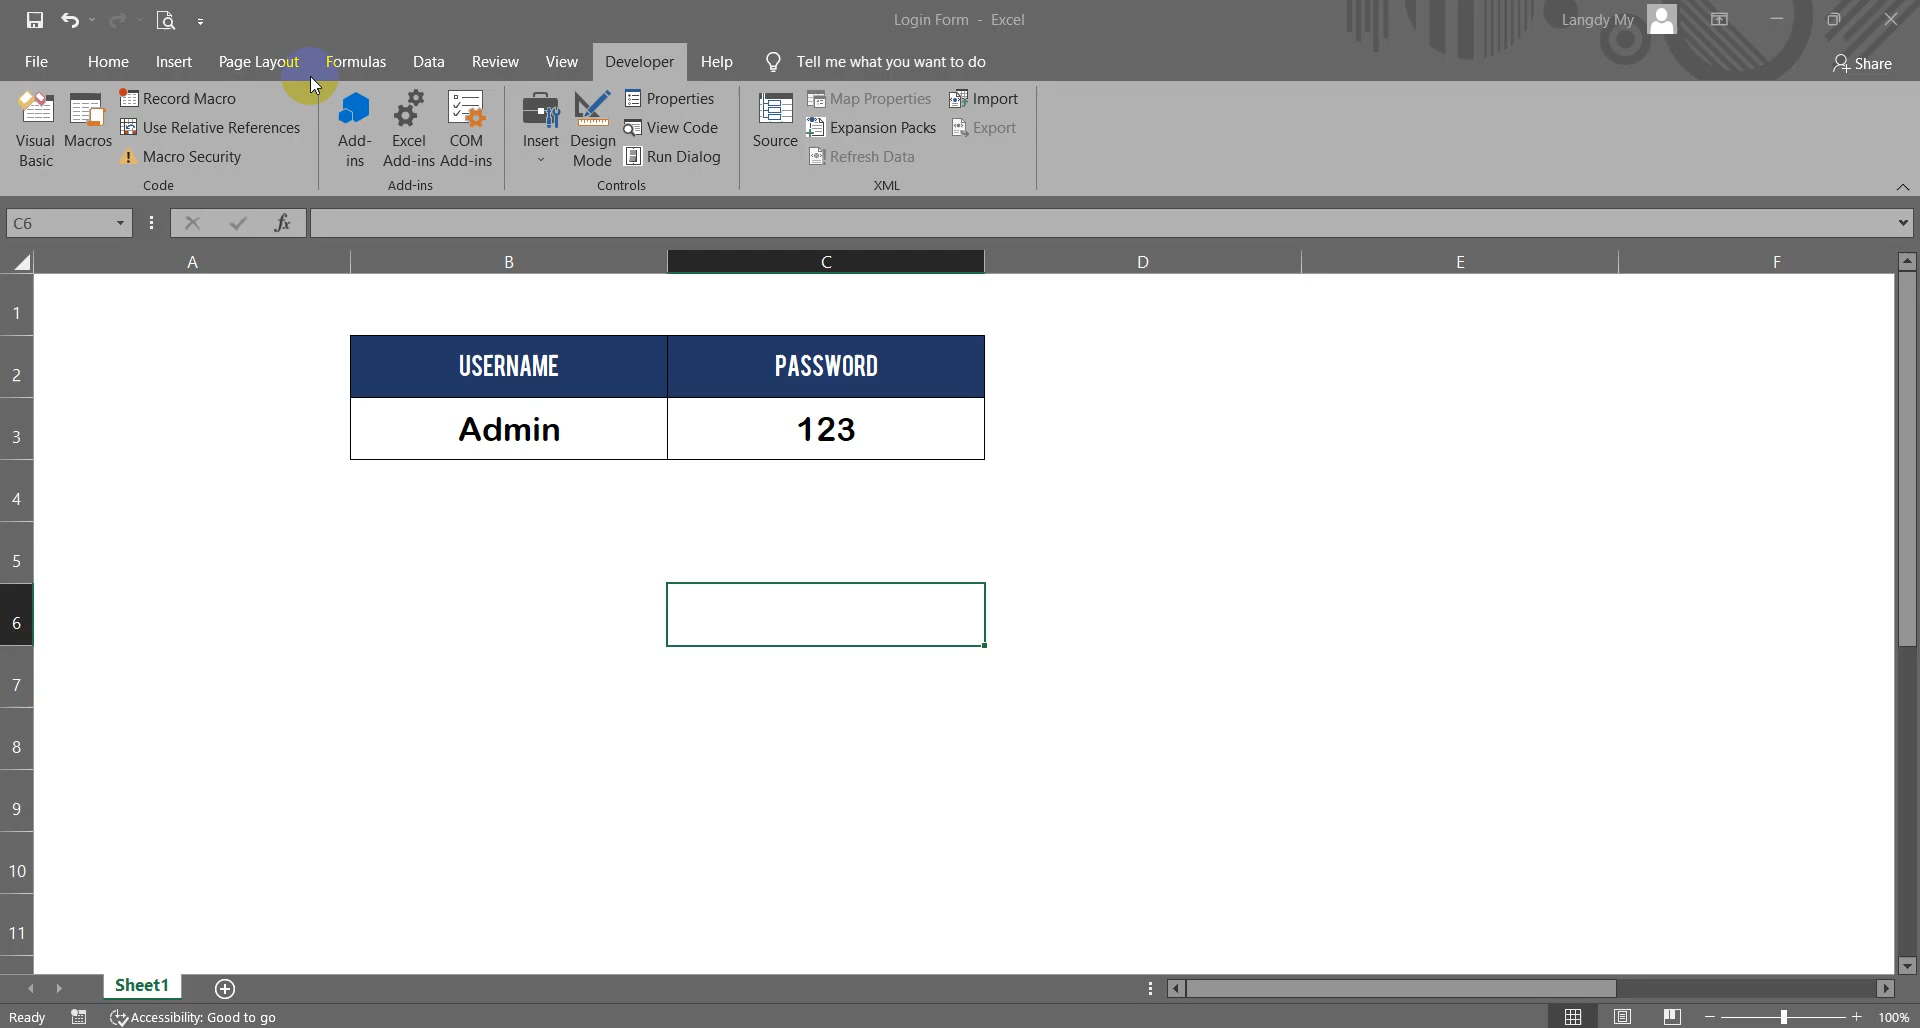 Login Form - Excel
Langdy My
File Home Insert Page Layout Formulas Data Review View Developer Help Tell me what you want to do
Share
Visual Basic
Macros
Record Macro
Use Relative References
Macro Security
Code
Add-ins
Excel Add-ins
COM Add-ins
Add-ins
Insert
Design Mode
Properties
View Code
Run Dialog
Controls
Source
Map Properties
Expansion Packs
Refresh Data
Import
Export
XML
C6
fx
A B C D E F
1
2 USERNAME PASSWORD
3 Admin 123
4
5
6
7
8
9
10
11
Sheet1
Ready
Accessibility: Good to go
100%